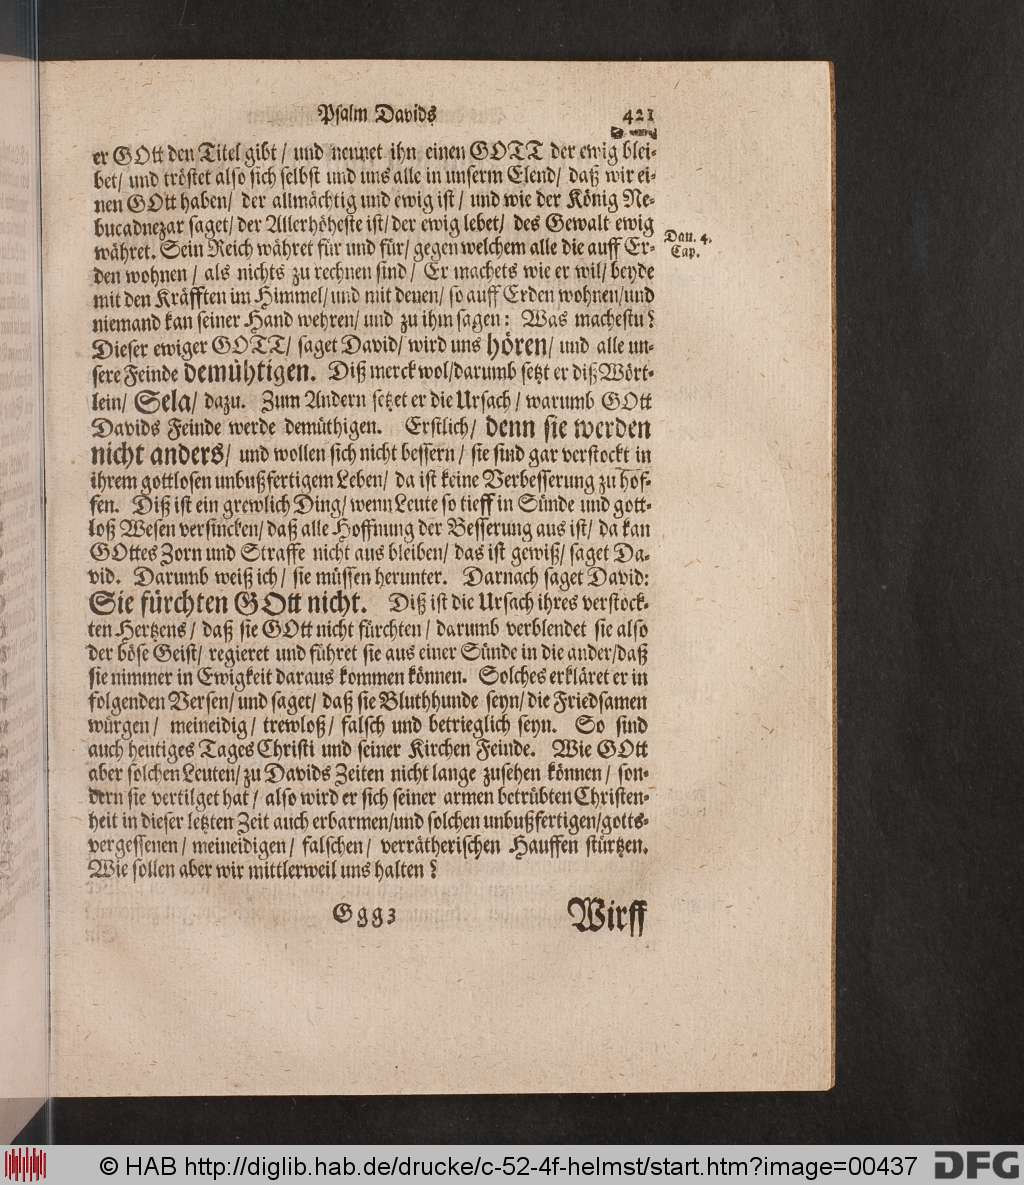 Psalm Davids 421
er GOtt den Titel gibt / und nennet ihn einen GOTT der ewig blei-
bet / und tröstet also sich selbst und uns alle in unserm Elend / daß wir ei-
nen GOtt haben / der allmächtig und ewig ist / und wie der König Ne-
bucadnezar saget / der Allerhöheste ist / der ewig lebet / des Gewalt ewig
währet. Sein Reich währet für und für / gegen welchem alle die auff Er-
Dan. 4.
Cap.
den wohnen / als nichts zu rechnen sind / Er machets wie er wil / beyde
mit den Kräfften im Himmel / und mit denen / so auff Erden wohnen / und
niemand kan seiner Hand wehren / und zu ihm sagen: Was machestu?
Dieser ewiger GOTT / saget David / wird uns hören / und alle un-
sere Feinde demühtigen. Diß merck wol / darumb setzt er diß Wört-
lein / Sela / dazu. Zum Andern setzet er die Ursach / warumb GOtt
Davids Feinde werde demüthigen. Erstlich / denn sie werden
nicht anders / und wollen sich nicht bessern / sie sind gar verstockt in
ihrem gottlosen unbußfertigem Leben / da ist keine Verbesserung zu hof-
fen. Diß ist ein grewlich Ding / wenn Leute so tieff in Sünde und gott-
loß Wesen versincken / daß alle Hoffnung der Besserung aus ist / da kan
GOttes Zorn und Straffe nicht aus bleiben / das ist gewiß / saget Da-
vid. Darumb weiß ich / sie müssen herunter. Darnach saget David:
Sie fürchten GOtt nicht. Diß ist die Ursach ihres verstock-
ten Hertzens / daß sie GOtt nicht fürchten / darumb verblendet sie also
der böse Geist / regieret und führet sie aus einer Sünde in die ander / daß
sie nimmer in Ewigkeit daraus kommen können. Solches erkläret er in
folgenden Versen / und saget / daß sie Bluthhunde seyn / die Friedsamen
würgen / meineidig / trewloß / falsch und betrieglich seyn. So sind
auch heutiges Tages Christi und seiner Kirchen Feinde. Wie GOtt
aber solchen Leuten / zu Davids Zeiten nicht lange zusehen können / son-
dern sie vertilget hat / also wird er sich seiner armen betrübten Christen-
heit in dieser letzten Zeit auch erbarmen / und solchen unbußfertigen / gotts-
vergessenen / meineidigen / falschen / verrätherischen Hauffen stürtzen.
Wie sollen aber wir mittlerweil uns halten?
Ggg3 Wirff
© HAB http://diglib.hab.de/drucke/c-52-4f-helmst/start.htm?image=00437 DFG